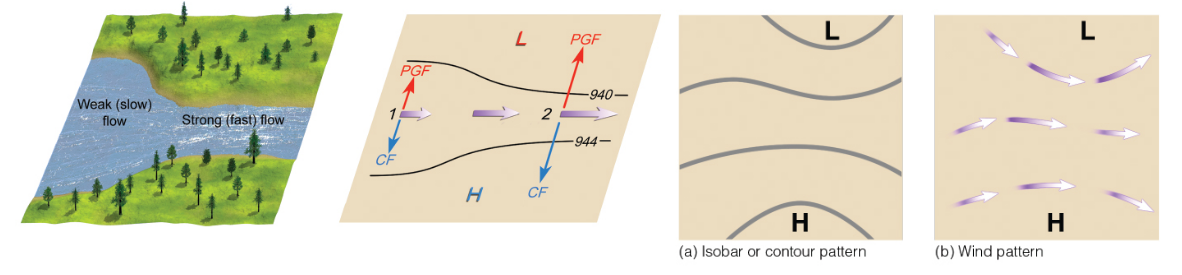 Weak (slow)
flow
Strong (fast) flow
L
PGF
PGF
940
1
2
944
CF
CF
H
L
H
(a) Isobar or contour pattern
L
H
(b) Wind pattern